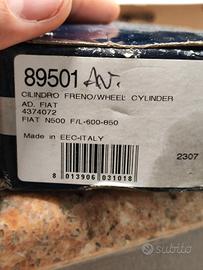 89501 AN.
CILINDRO FRENO/WHEEL CYLINDER
AD. FIAT
4374072
FIAT N500 F/L-600-850
Made in EEC-ITALY
2307
8 013906 031018
subito